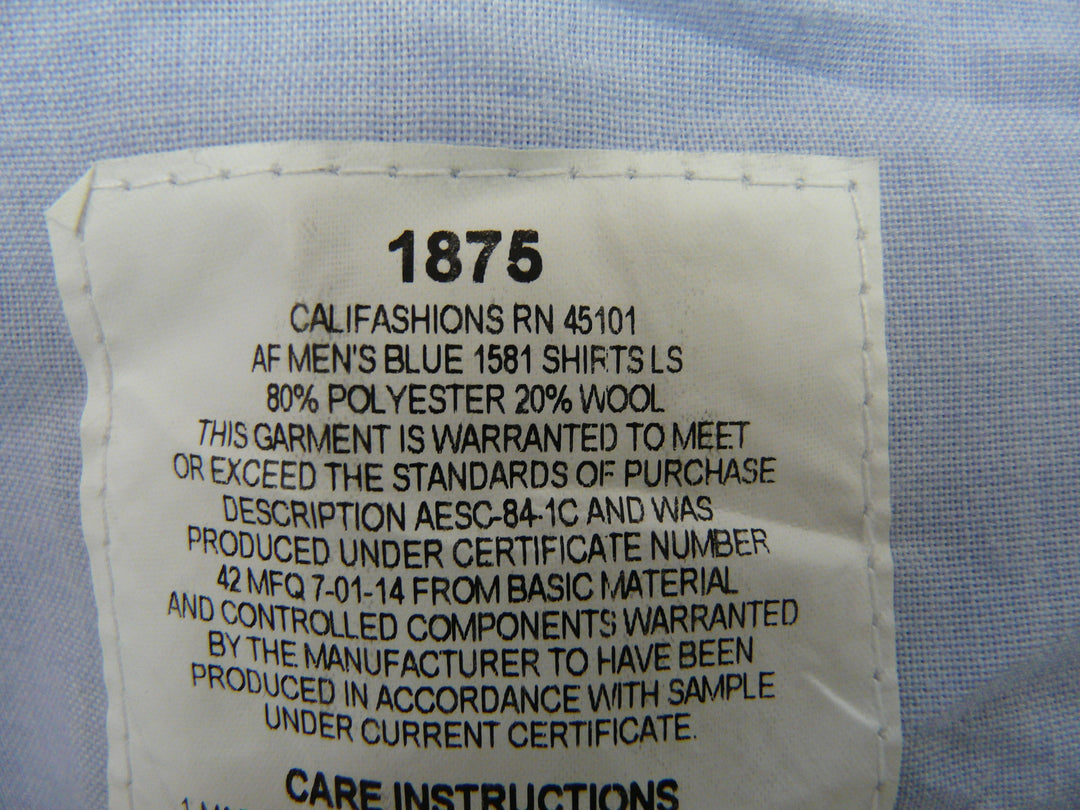 1875
CALIFASHIONS RN 45101
AF MEN'S BLUE 1581 SHIRTS LS
80% POLYESTER 20% WOOL
THIS GARMENT IS WARRANTED TO MEET
OR EXCEED THE STANDARDS OF PURCHASE
DESCRIPTION AESC-84-1C AND WAS
PRODUCED UNDER CERTIFICATE NUMBER
42 MFQ 7-01-14 FROM BASIC MATERIAL
AND CONTROLLED COMPONENTS WARRANTED
BY THE MANUFACTURER TO HAVE BEEN
PRODUCED IN ACCORDANCE WITH SAMPLE
UNDER CURRENT CERTIFICATE.
CARE INSTRUCTIONS